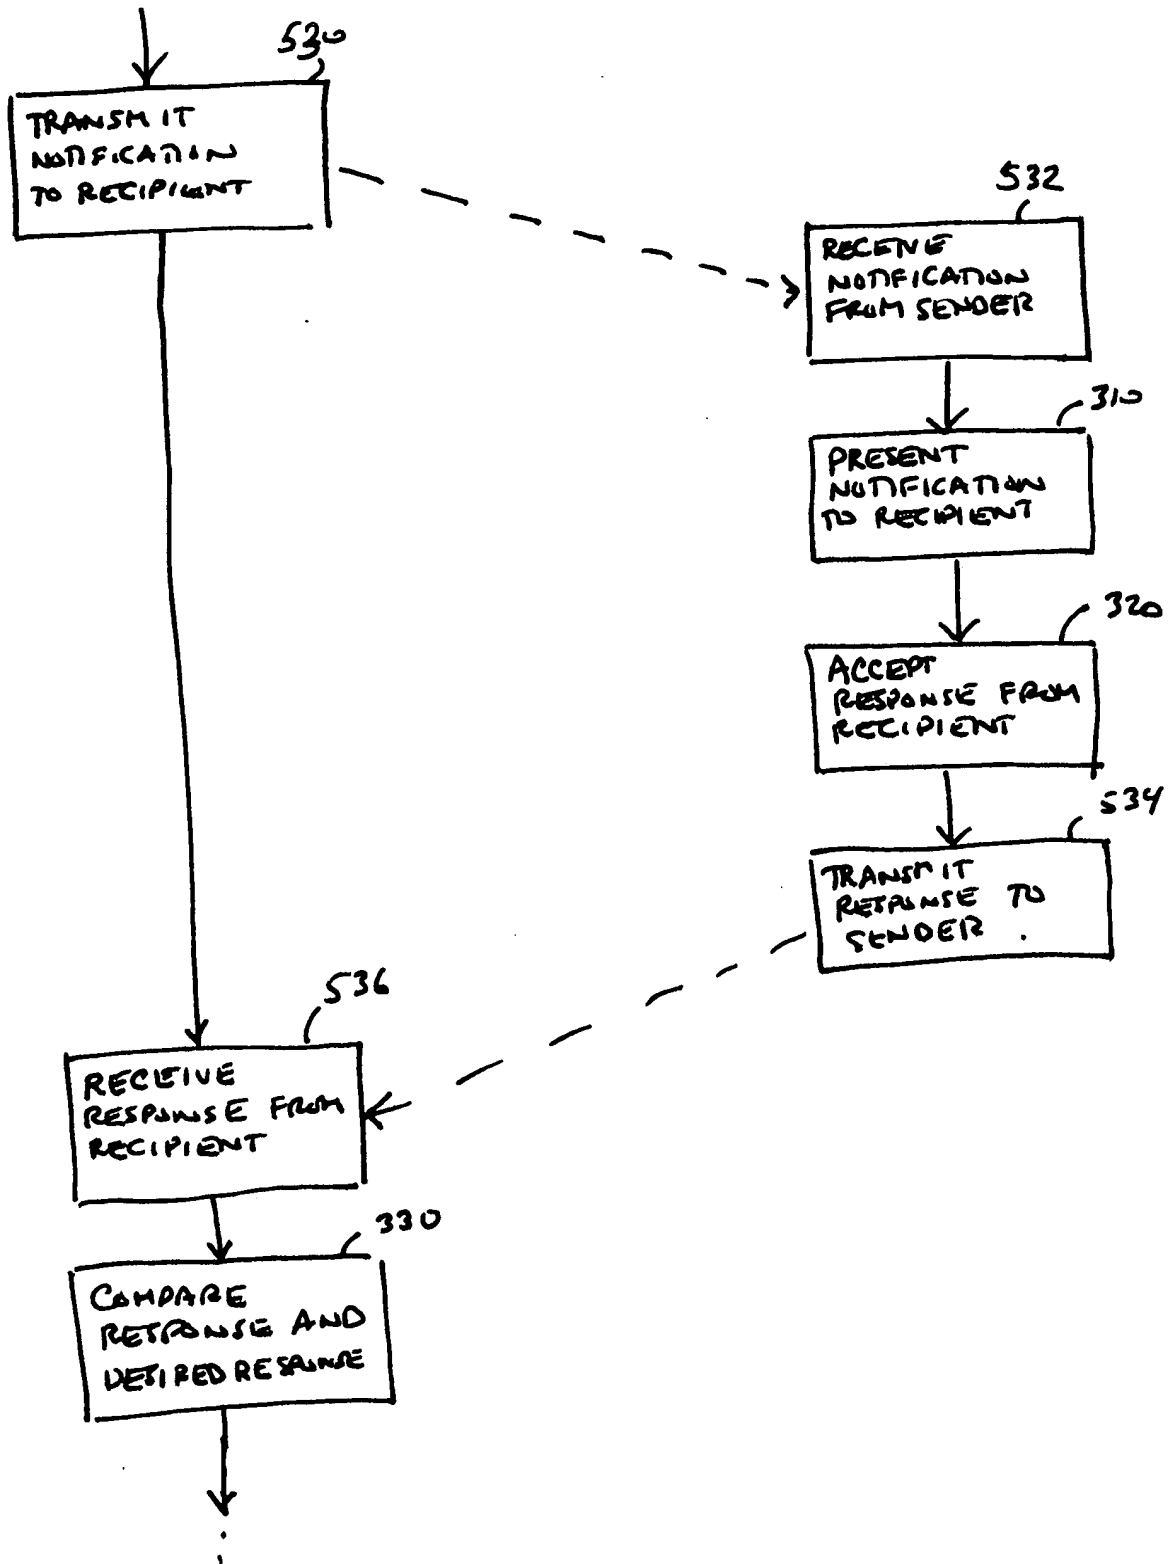 530
TRANSMIT
NOTIFICATION
TO RECIPIENT
532
RECEIVE
NOTIFICATION
FROM SENDER
310
PRESENT
NOTIFICATION
TO RECIPIENT
320
ACCEPT
RESPONSE FROM
RECIPIENT
534
TRANSMIT
RESPONSE TO
SENDER
536
RECEIVE
RESPONSE FROM
RECIPIENT
330
COMPARE
RESPONSE AND
DESIRED RESPONSE